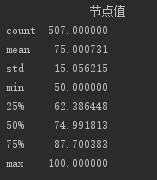 节点值
count 507.000000
mean 75.000731
std 15.056215
min 50.000000
25% 62.386448
50% 74.991813
75% 87.700383
max 100.000000